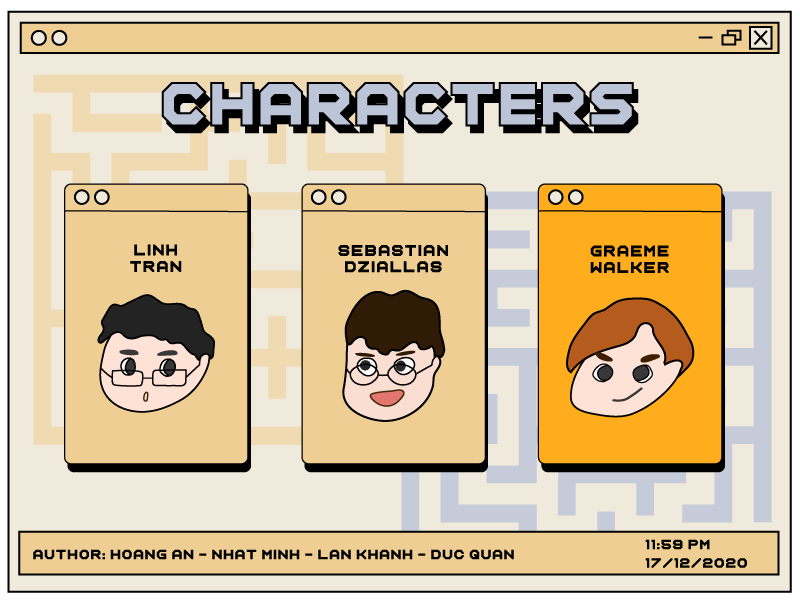 CHARACTERS
LINH
TRAN
SEBASTIAN
DZIALLAS
GRAEME
WALKER
AUTHOR: HOANG AN - NHAT MINH - LAN KHANH - DUC QUAN
11:59 PM
17/12/2020